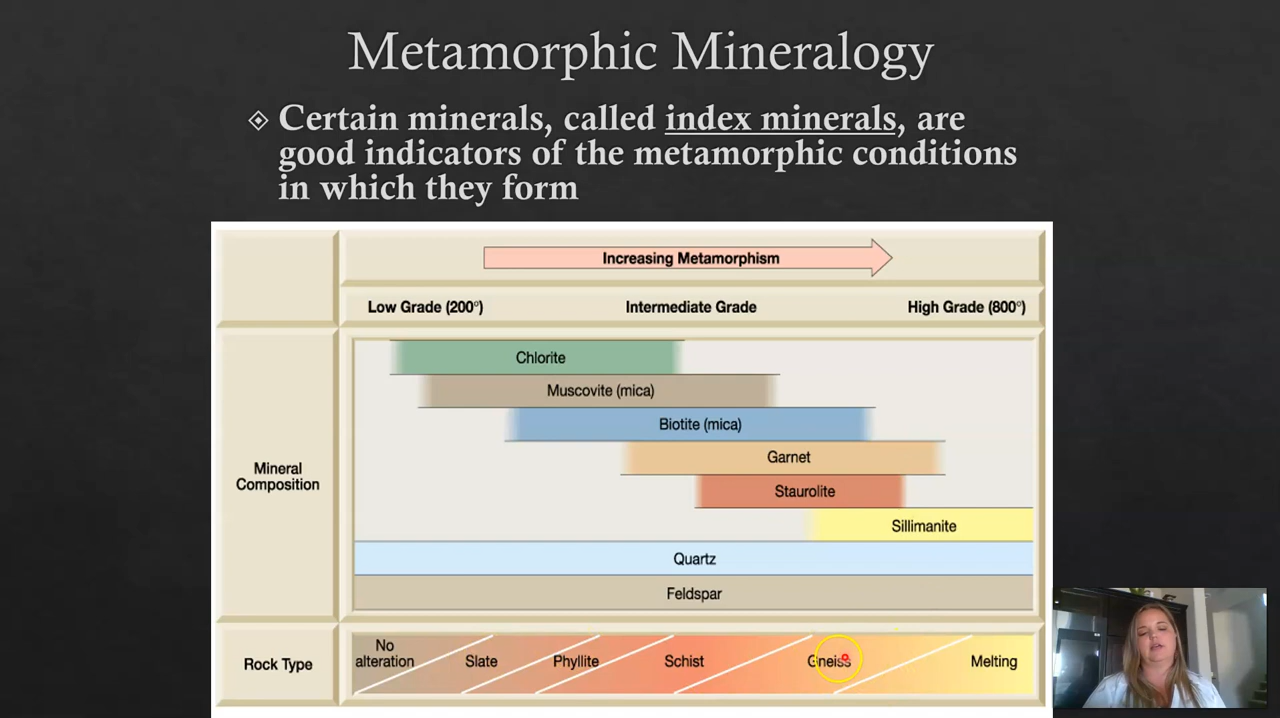 Metamorphic Mineralogy
Certain minerals, called index minerals, are
good indicators of the metamorphic conditions
in which they form
Increasing Metamorphism
Low Grade (200°) Intermediate Grade High Grade (800°)
Mineral
Composition
Chlorite
Muscovite (mica)
Biotite (mica)
Garnet
Staurolite
Sillimanite
Quartz
Feldspar
Rock Type
No
alteration
Slate
Phyllite
Schist
Gneiss
Melting